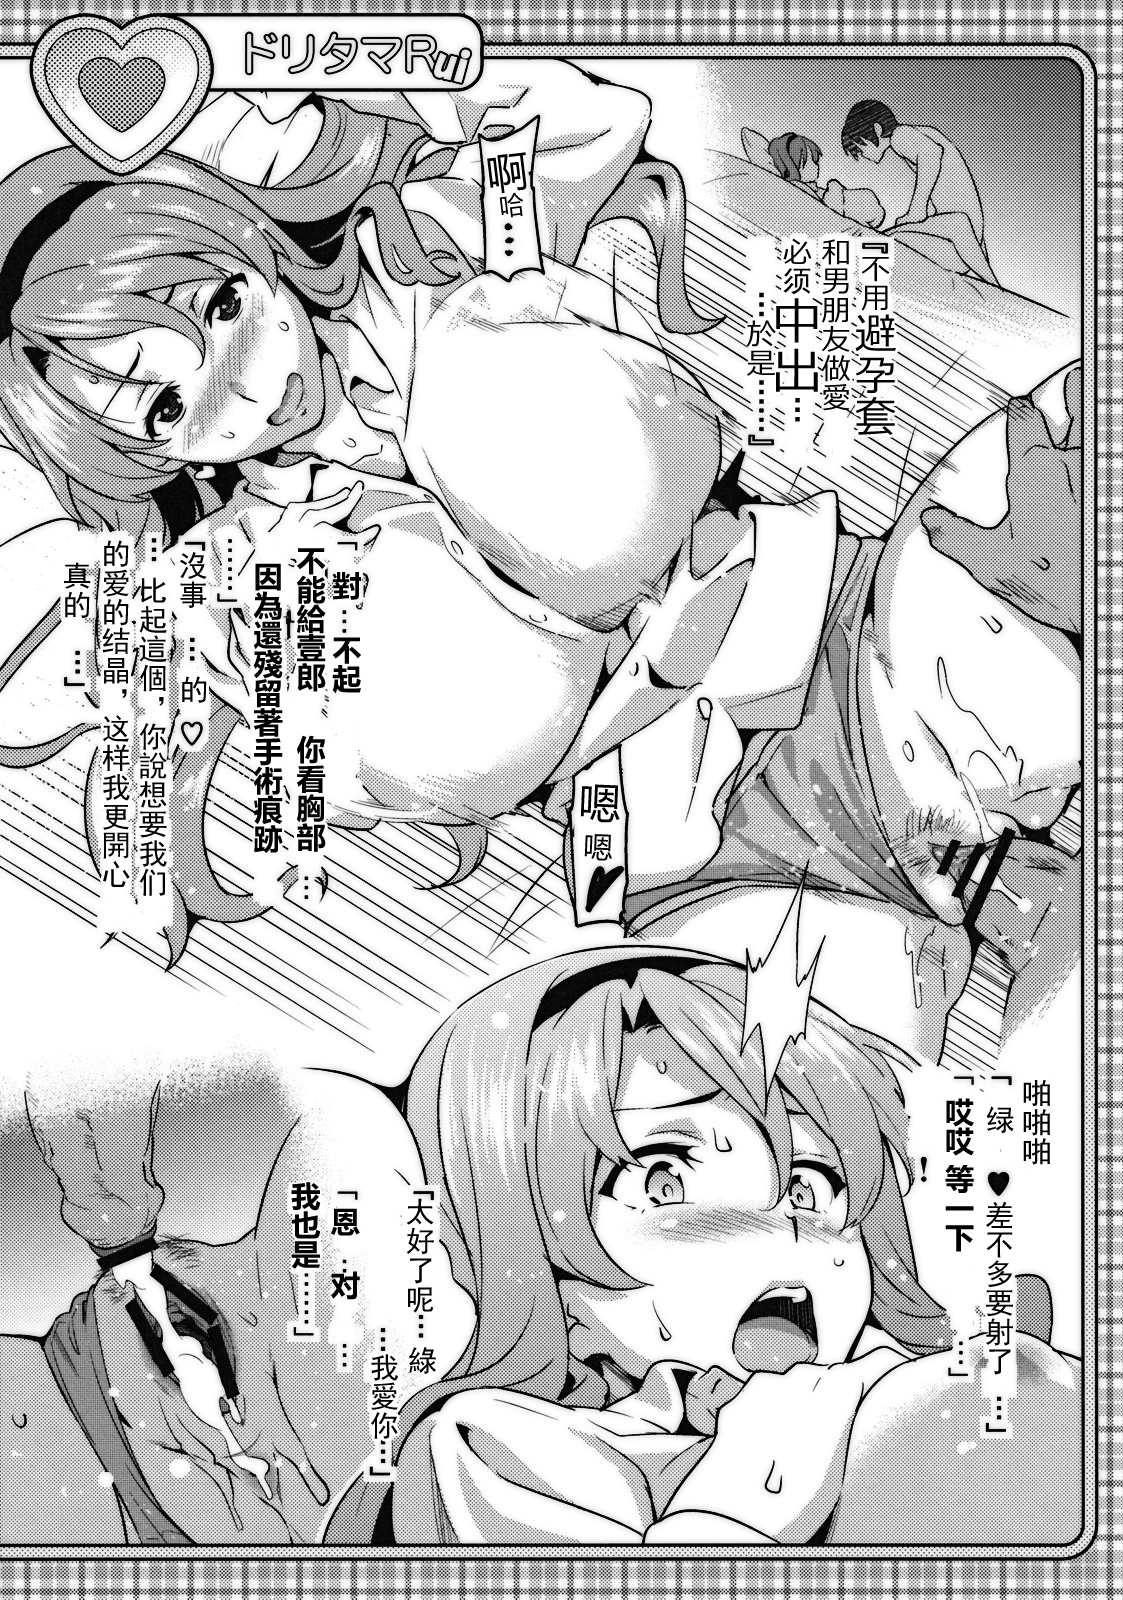 ドリタマRui
『不用避孕套
和男朋友做愛
必须中出…
…於是……』
啊哈…
「對…不起
不能給壹郎 你看胸部…
因為還殘留著手術痕跡
……」
「沒事…的♡
…比起這個，你說想要我们
的爱的结晶，这样我更開心
真的…」
嗯嗯♥
啪啪啪
「绿♥差不多要射了…」
「哎哎等一下…」
！
『太好了呢…綠
…我愛你…』
「恩…对…
我也是……」